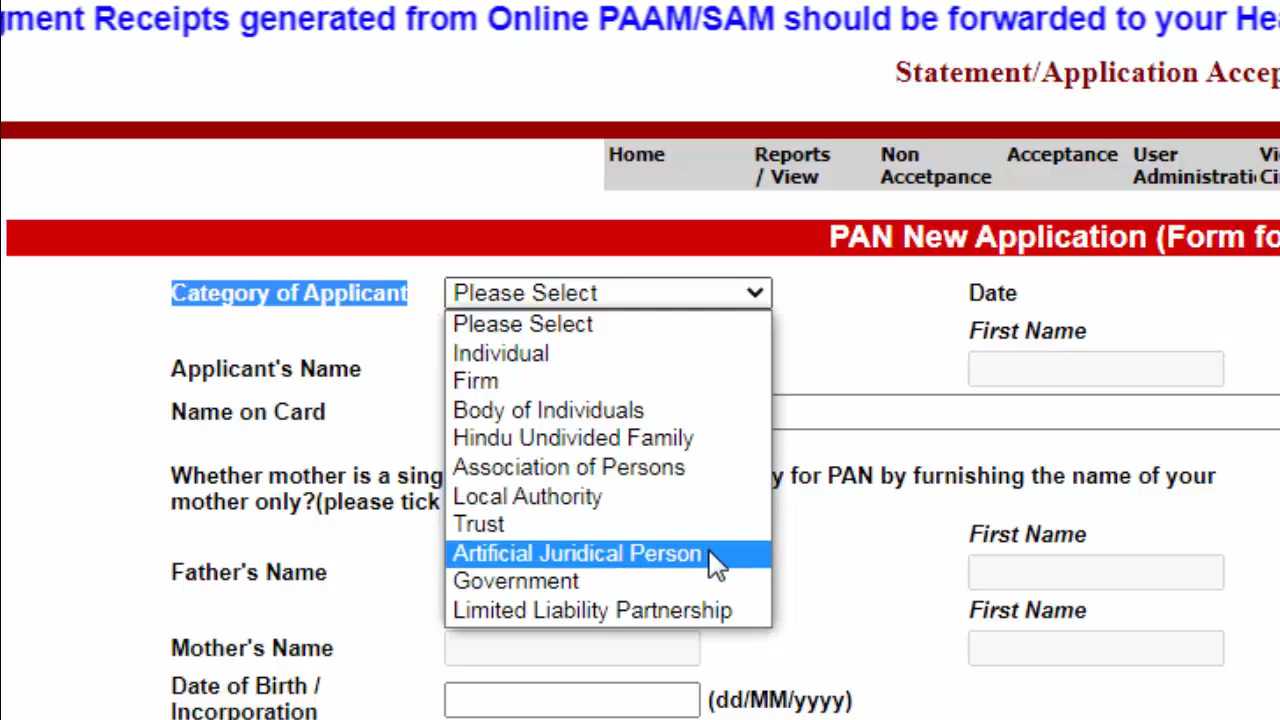 gment Receipts generated from Online PAAM/SAM should be forwarded to your Hea
Statement/Application Accep
Home Reports / View Non Accetpance Acceptance User Administrati Vi Ci
PAN New Application (Form fo
Category of Applicant Please Select Date
Please Select
First Name
Individual
Applicant's Name
Firm
Name on Card
Body of Individuals
Hindu Undivided Family
Association of Persons
Whether mother is a sing y for PAN by furnishing the name of your
mother only?(please tick
Local Authority
Trust
First Name
Artificial Juridical Person
Father's Name
Government
Limited Liability Partnership
First Name
Mother's Name
Date of Birth /
Incorporation
(dd/MM/yyyy)